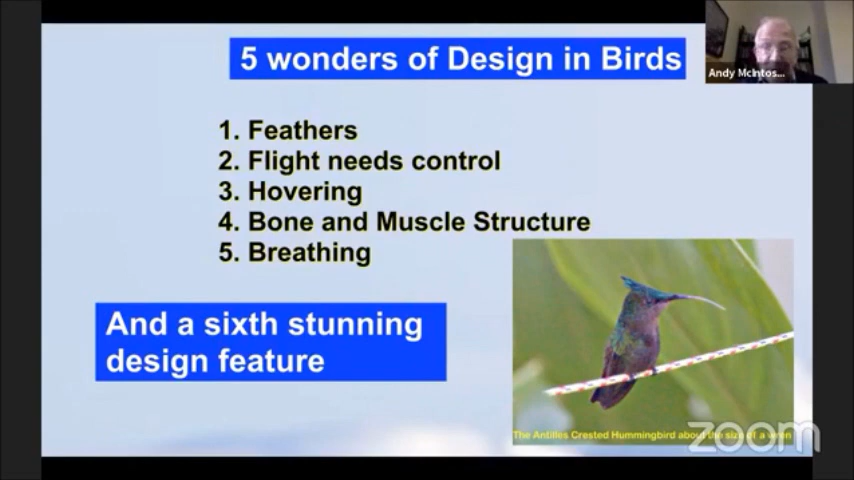 5 wonders of Design in Birds
Andy McIntos...
1. Feathers
2. Flight needs control
3. Hovering
4. Bone and Muscle Structure
5. Breathing
And a sixth stunning
design feature
The Antilles Crested Hummingbird about the size of a wren
zoom